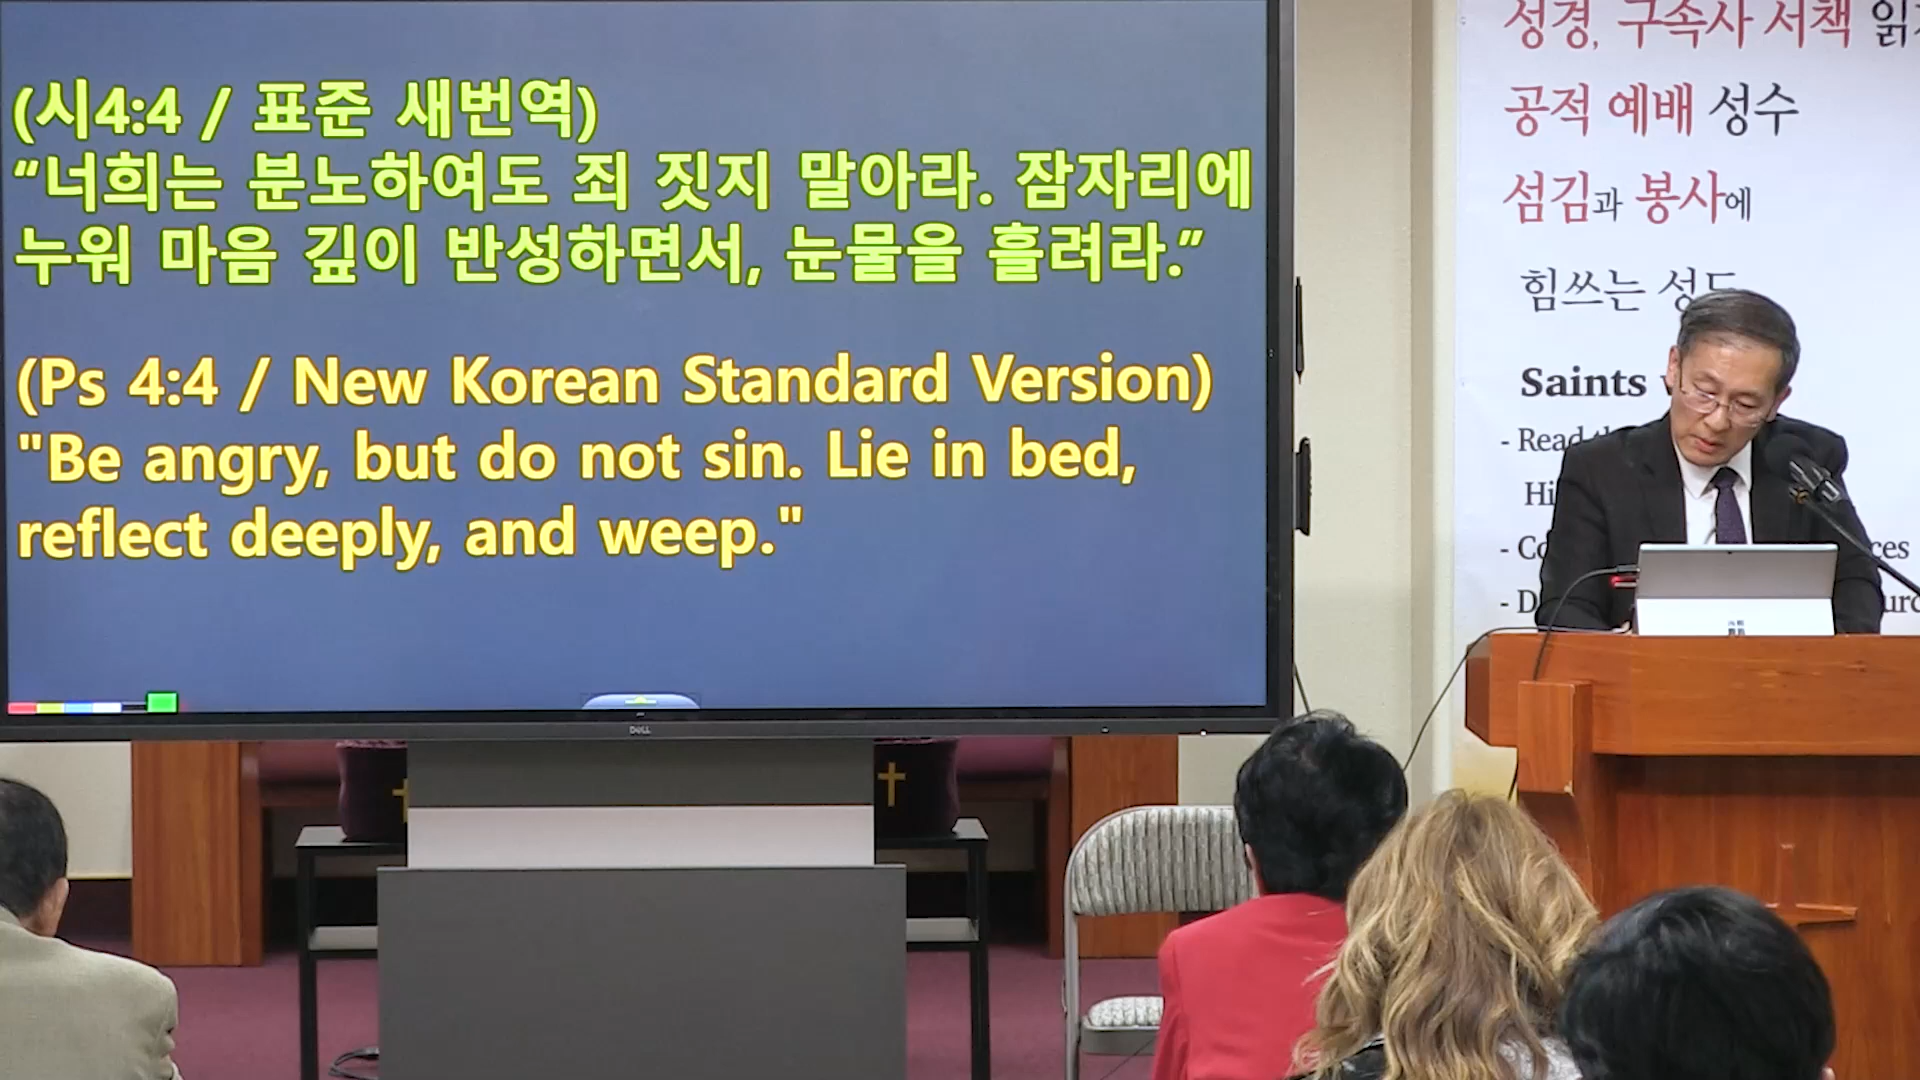 (시4:4 / 표준 새번역)
“너희는 분노하여도 죄 짓지 말아라. 잠자리에
누워 마음 깊이 반성하면서, 눈물을 흘려라.”
(Ps 4:4 / New Korean Standard Version)
"Be angry, but do not sin. Lie in bed,
reflect deeply, and weep."
DELL
성경, 구속사 서책
공적 예배 성수
섬김과 봉사에
힘쓰는
Saints
- Read